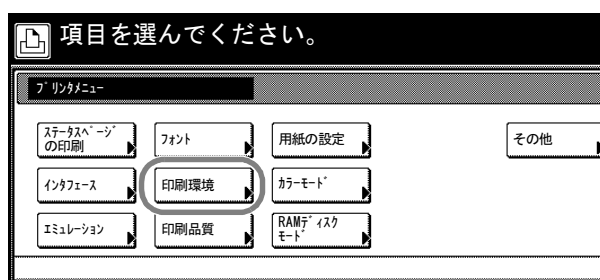 項目を選んでください。
プリンタメニュー
ステータスページ
の印刷
フォント
用紙の設定
その他
インタフェース
印刷環境
カラーモード
エミュレーション
印刷品質
RAMディスク
モード